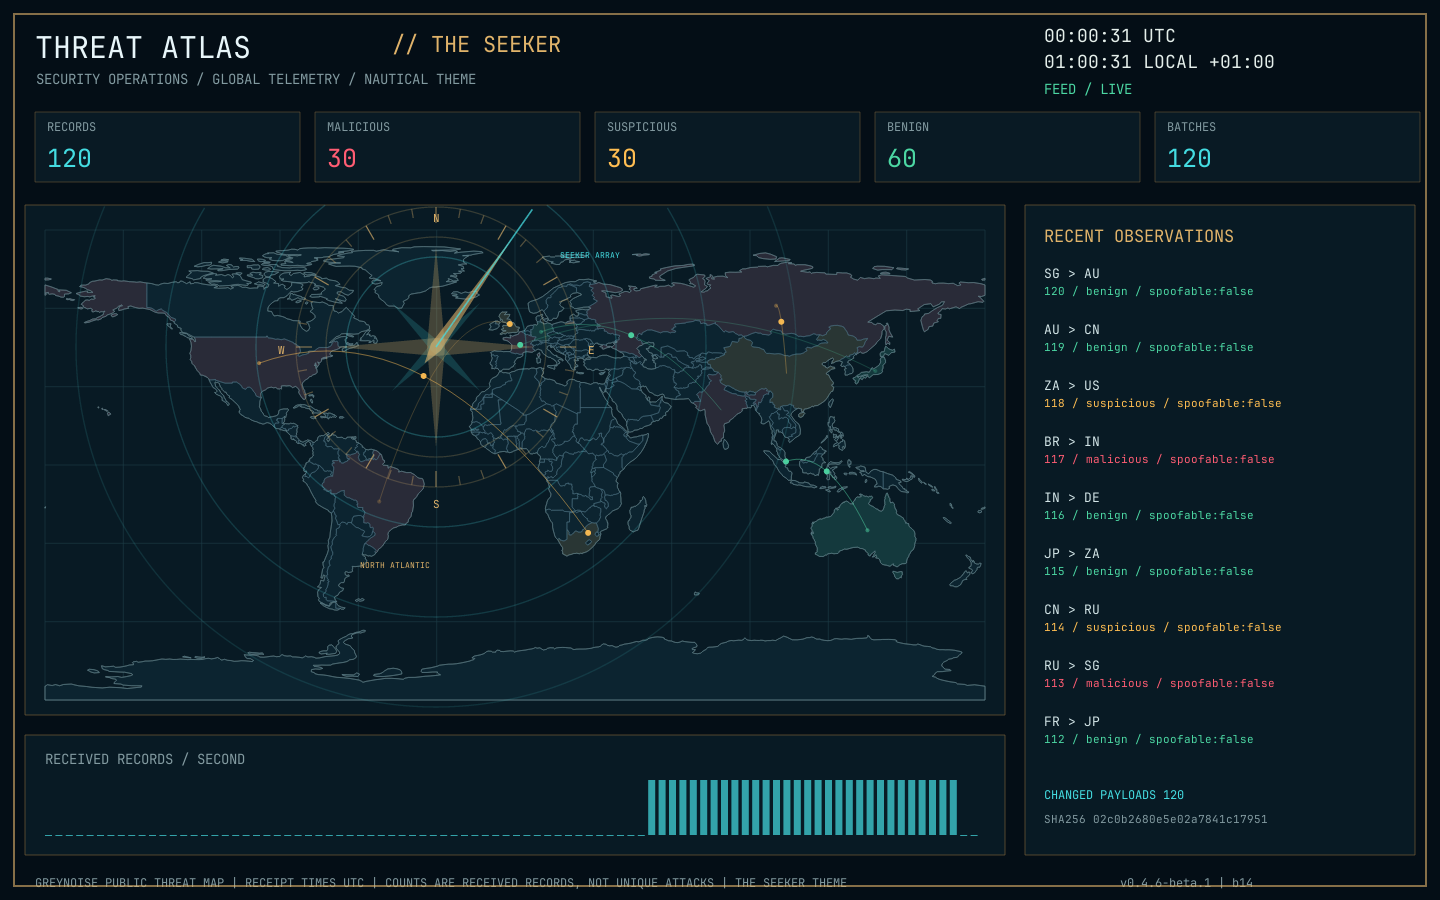 THREAT ATLAS
// THE SEEKER
SECURITY OPERATIONS / GLOBAL TELEMETRY / NAUTICAL THEME
00:00:31 UTC
01:00:31 LOCAL +01:00
FEED / LIVE
RECORDS
120
MALICIOUS
30
SUSPICIOUS
30
BENIGN
60
BATCHES
120
N
SEEKER ARRAY
W
E
S
NORTH ATLANTIC
RECENT OBSERVATIONS
SG > AU
120 / benign / spoofable:false
AU > CN
119 / benign / spoofable:false
ZA > US
118 / suspicious / spoofable:false
BR > IN
117 / malicious / spoofable:false
IN > DE
116 / benign / spoofable:false
JP > ZA
115 / benign / spoofable:false
CN > RU
114 / suspicious / spoofable:false
RU > SG
113 / malicious / spoofable:false
FR > JP
112 / benign / spoofable:false
CHANGED PAYLOADS 120
SHA256 02c0b2680e5e02a7841c17951
RECEIVED RECORDS / SECOND
GREYNOISE PUBLIC THREAT MAP | RECEIPT TIMES UTC | COUNTS ARE RECEIVED RECORDS, NOT UNIQUE ATTACKS | THE SEEKER THEME
v0.4.6-beta.1 | b14